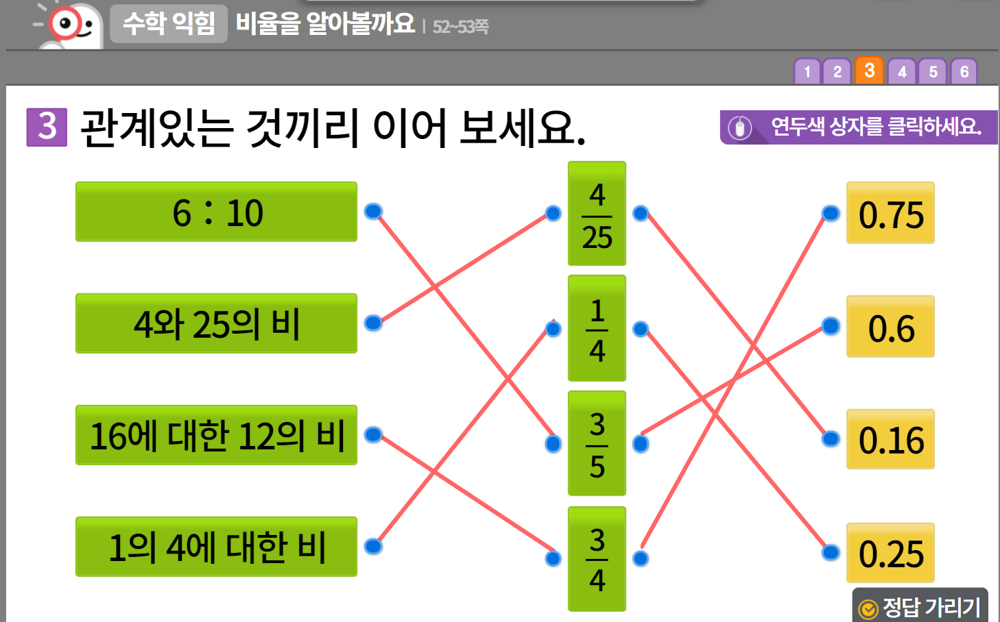 수학 익힘 비율을 알아볼까요 | 52~53쪽
1 2 3 4 5 6
3 관계있는 것끼리 이어 보세요.
연두색 상자를 클릭하세요.
6 : 10
4와 25의 비
16에 대한 12의 비
1의 4에 대한 비
4
25
1
4
3
5
3
4
0.75
0.6
0.16
0.25
정답 가리기